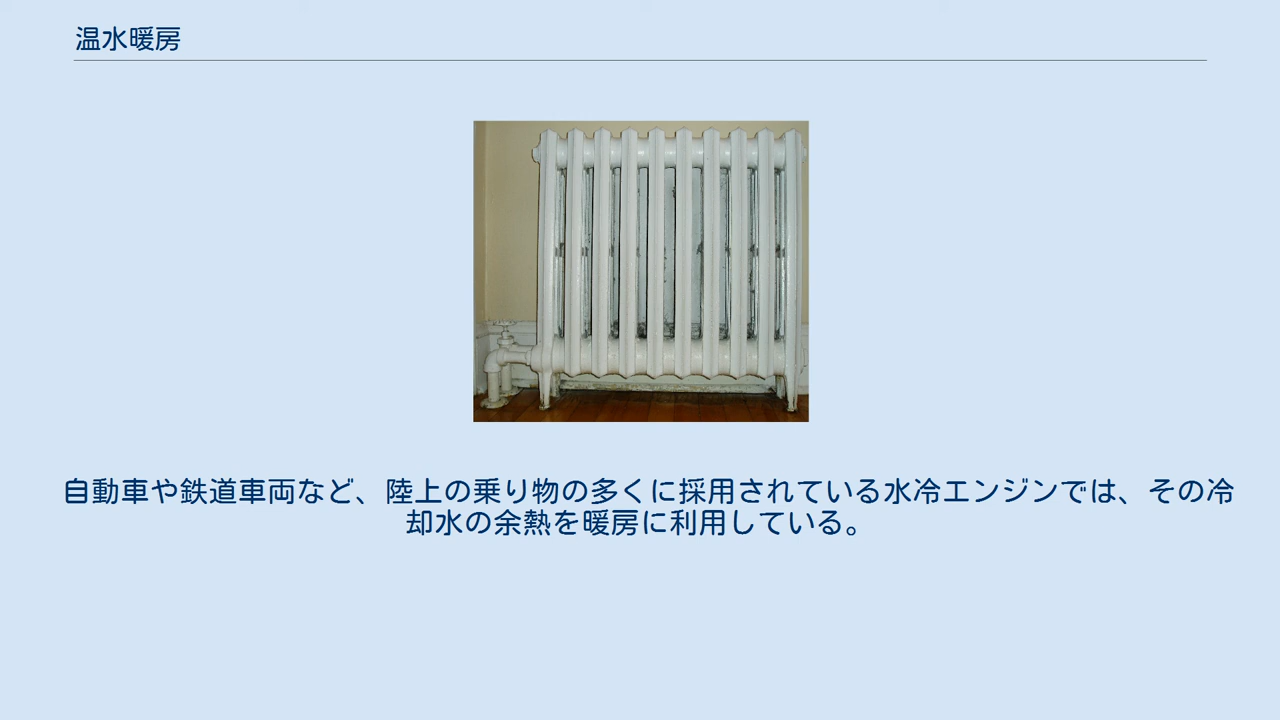 温水暖房
自動車や鉄道車両など、陸上の乗り物の多くに採用されている水冷エンジンでは、その冷
却水の余熱を暖房に利用している。